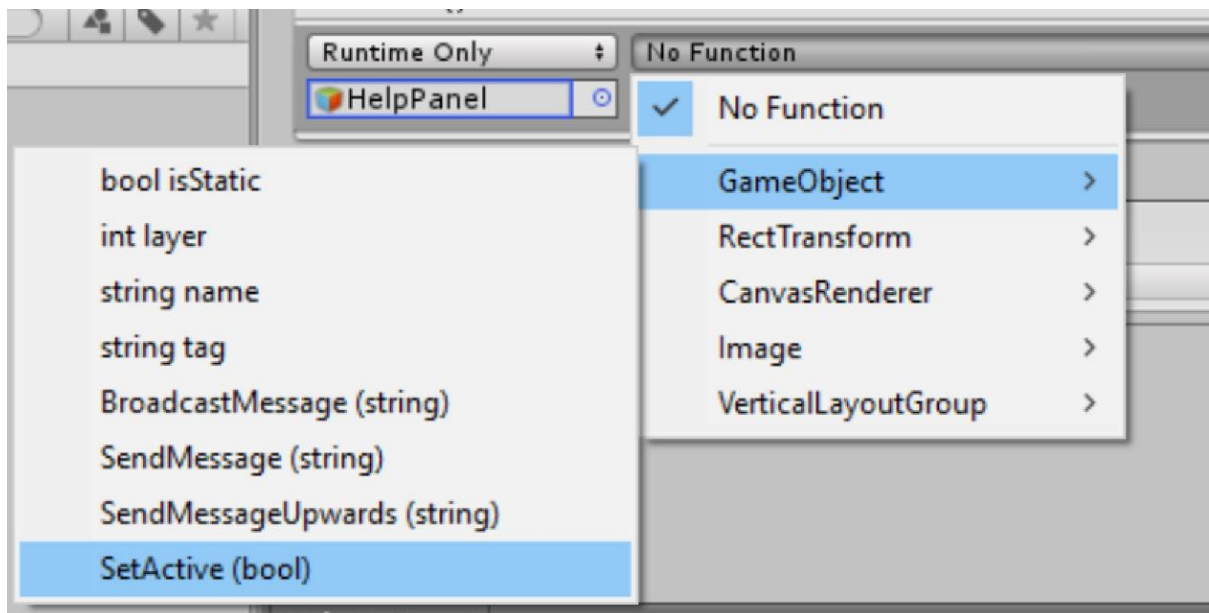 Runtime Only
No Function
HelpPanel
No Function
GameObject
RectTransform
CanvasRenderer
Image
VerticalLayoutGroup
bool isStatic
int layer
string name
string tag
BroadcastMessage (string)
SendMessage (string)
SendMessageUpwards (string)
SetActive (bool)